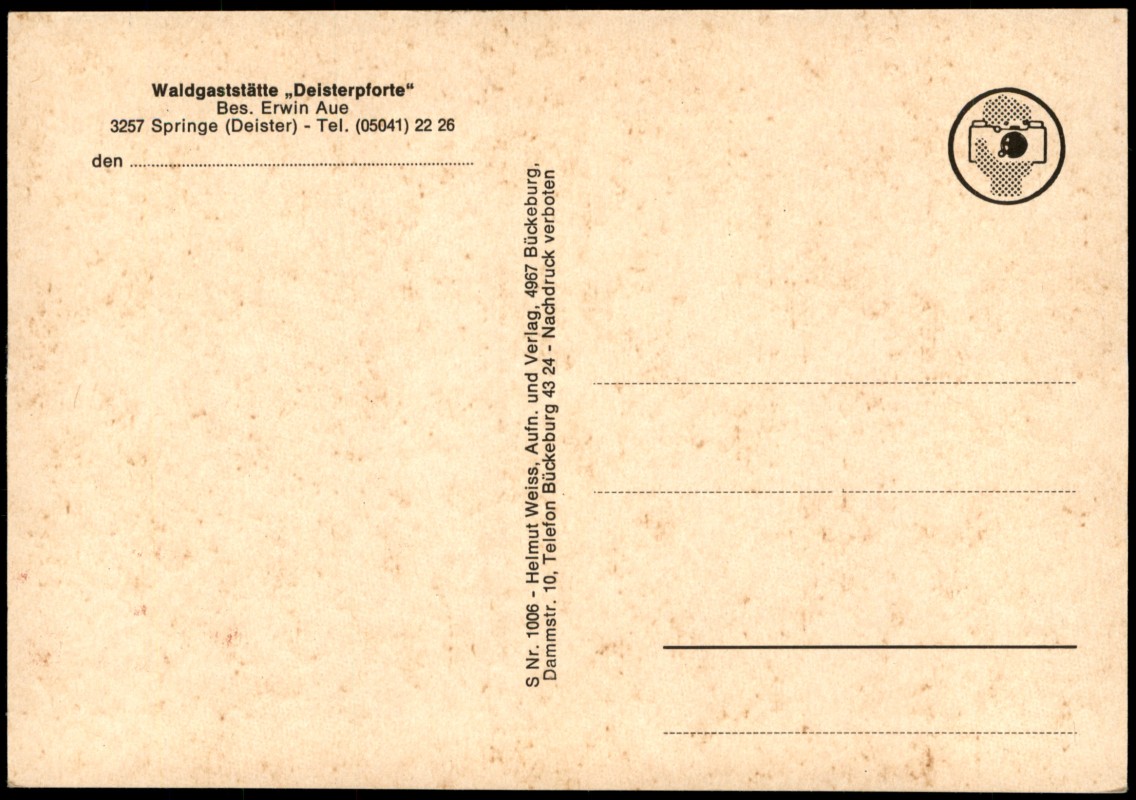 Waldgaststätte „Deisterpforte“
Bes. Erwin Aue
3257 Springe (Deister) - Tel. (05041) 22 26
den ........................................................................
S Nr. 1006 - Helmut Weiss, Aufn. und Verlag, 4967 Bückeburg,
Dammstr. 10, Telefon Bückeburg 43 24 - Nachdruck verboten